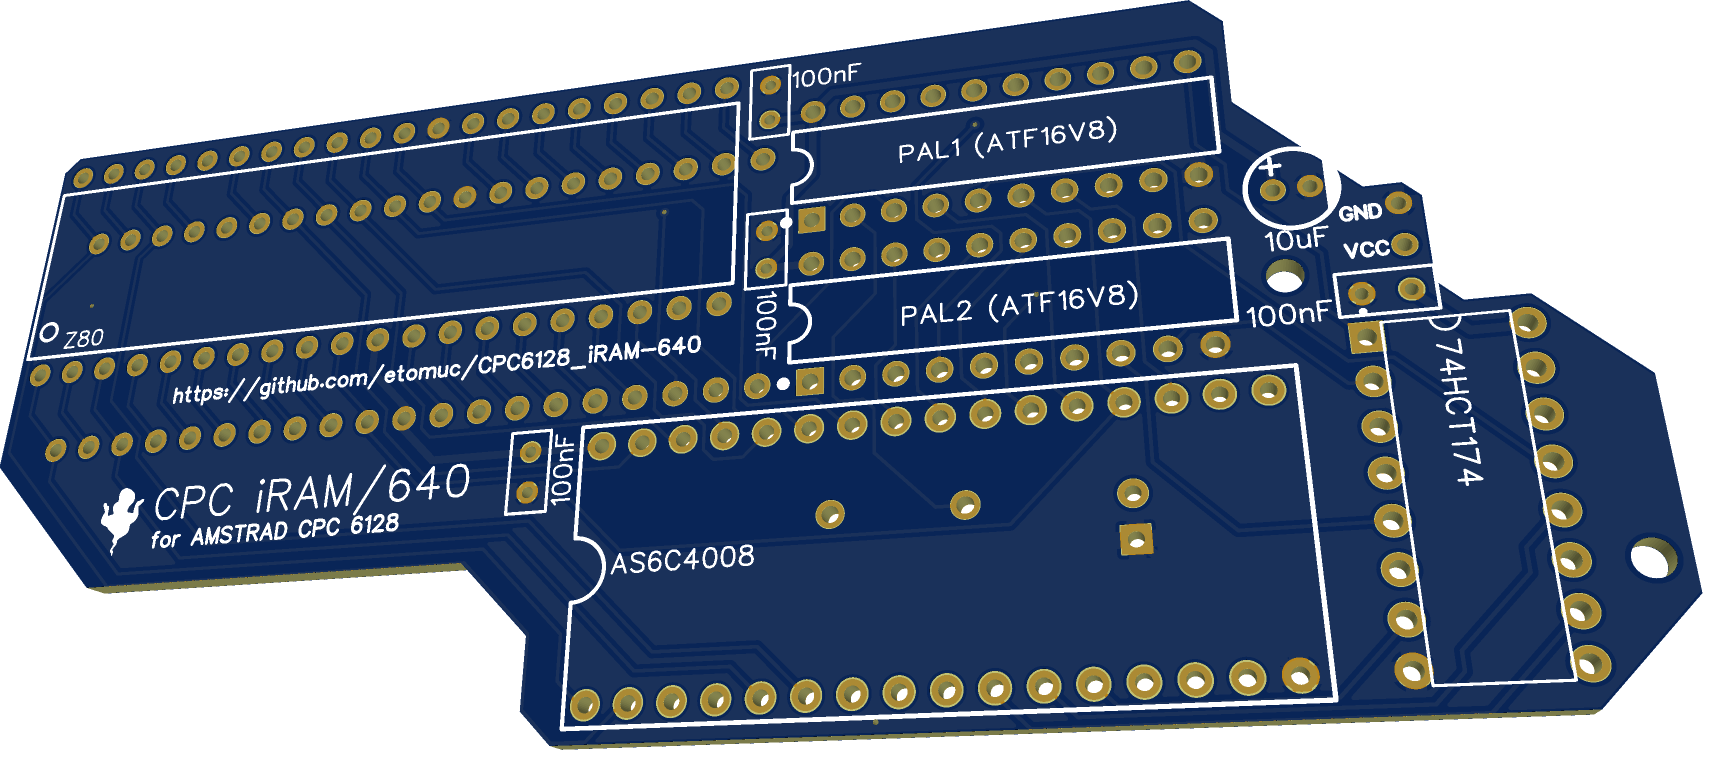 100nF
PAL1 (ATF16V8)
+
GND
10uF
VCC
100nF
PAL2 (ATF16V8)
100nF
Z80
https://github.com/etomuc/CPC6128_iRAM-640
74HCT174
100nF
CPC iRAM/640
for AMSTRAD CPC 6128
AS6C4008